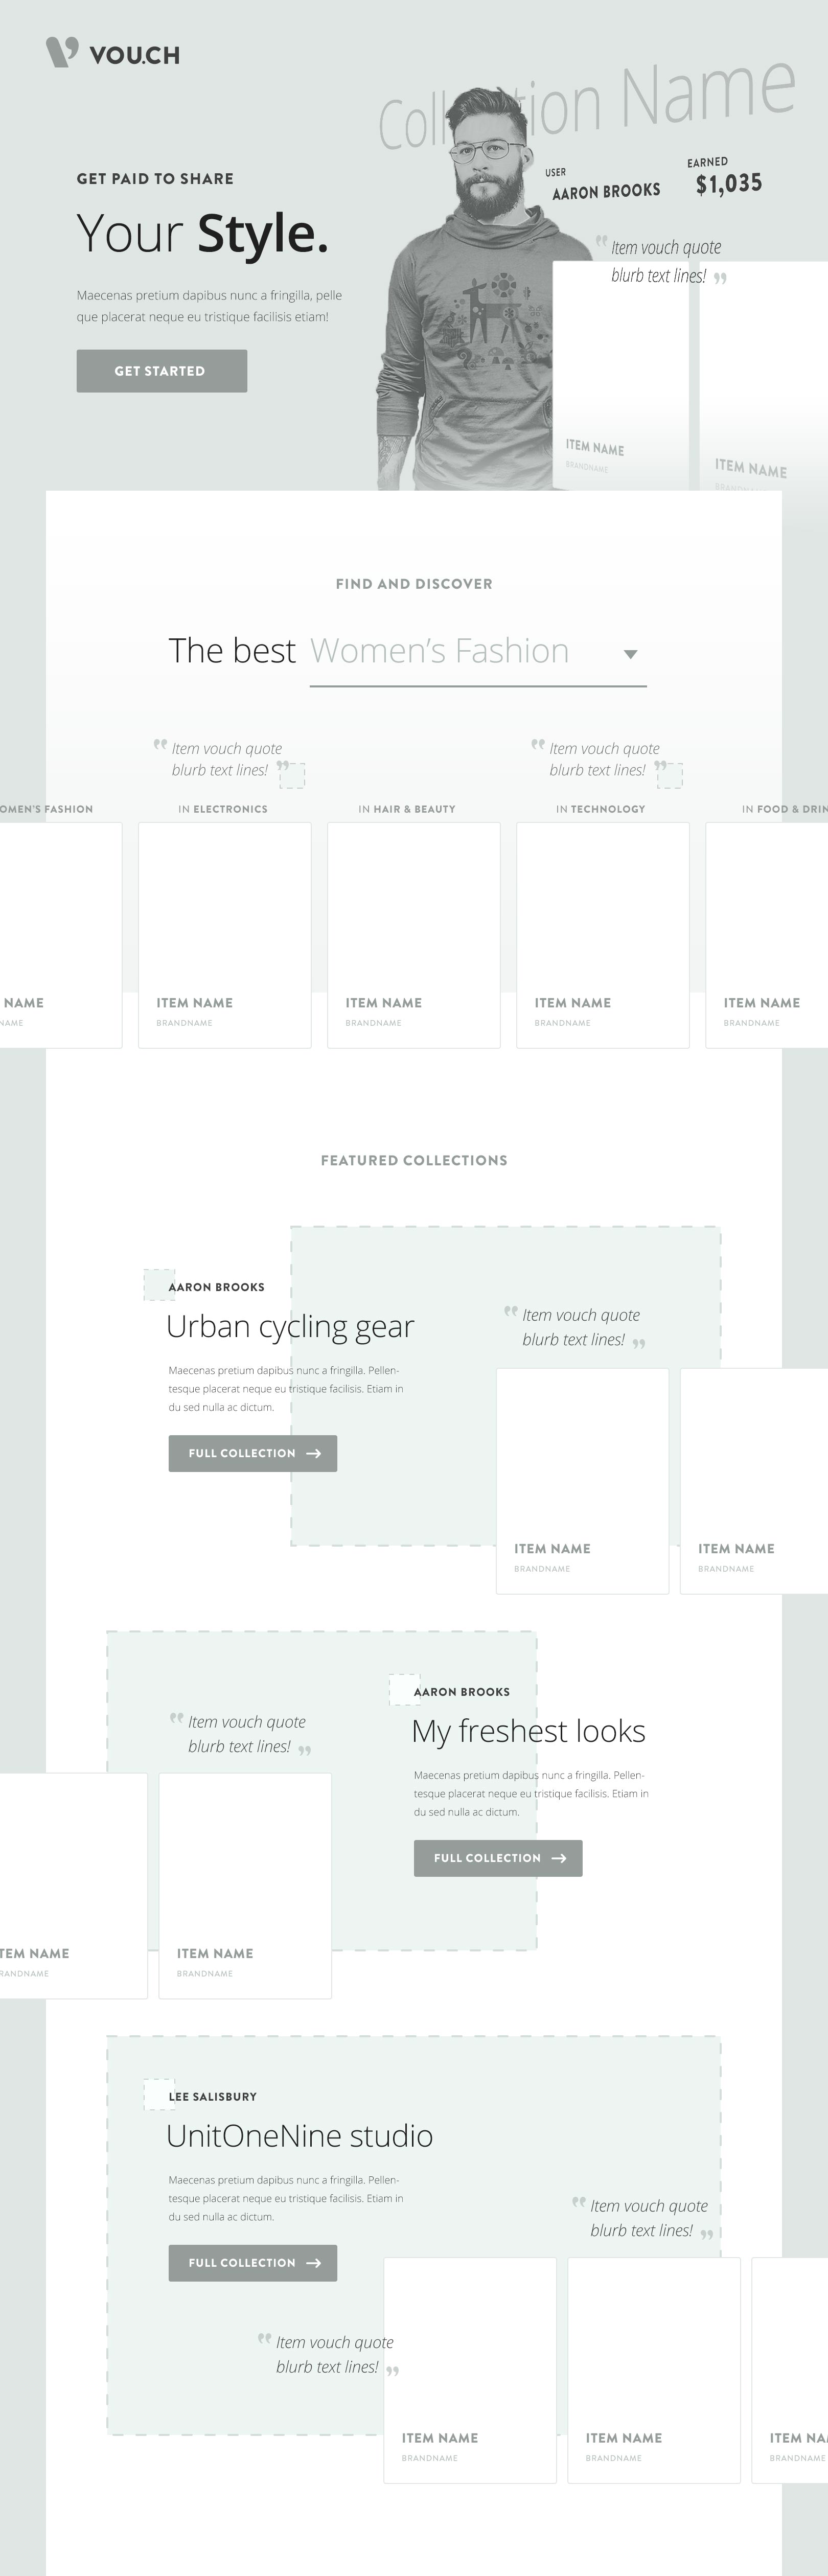 VOU.CH
Collection Name
GET PAID TO SHARE
Your Style.
Maecenas pretium dapibus nunc a fringilla, pelle
que placerat neque eu tristique facilisis etiam!
GET STARTED
USER
AARON BROOKS
EARNED
$1,035
" Item vouch quote
blurb text lines! "
ITEM NAME
BRANDNAME
ITEM NAME
BRANDNAME
FIND AND DISCOVER
The best Women's Fashion
" Item vouch quote
blurb text lines! "
" Item vouch quote
blurb text lines! "
OMEN'S FASHION
IN ELECTRONICS
IN HAIR & BEAUTY
IN TECHNOLOGY
IN FOOD & DRIN
NAME
NAME
ITEM NAME
BRANDNAME
ITEM NAME
BRANDNAME
ITEM NAME
BRANDNAME
ITEM NAME
BRANDNAME
FEATURED COLLECTIONS
AARON BROOKS
Urban cycling gear
Maecenas pretium dapibus nunc a fringilla. Pellen-
tesque placerat neque eu tristique facilisis. Etiam in
du sed nulla ac dictum.
FULL COLLECTION →
" Item vouch quote
blurb text lines! "
ITEM NAME
BRANDNAME
ITEM NAME
BRANDNAME
" Item vouch quote
blurb text lines! "
TEM NAME
RANDNAME
ITEM NAME
BRANDNAME
AARON BROOKS
My freshest looks
Maecenas pretium dapibus nunc a fringilla. Pellen-
tesque placerat neque eu tristique facilisis. Etiam in
du sed nulla ac dictum.
FULL COLLECTION →
LEE SALISBURY
UnitOneNine studio
Maecenas pretium dapibus nunc a fringilla. Pellen-
tesque placerat neque eu tristique facilisis. Etiam in
du sed nulla ac dictum.
FULL COLLECTION →
" Item vouch quote
blurb text lines! "
" Item vouch quote
blurb text lines! "
ITEM NAME
BRANDNAME
ITEM NAME
BRANDNAME
ITEM NA
BRANDNAME